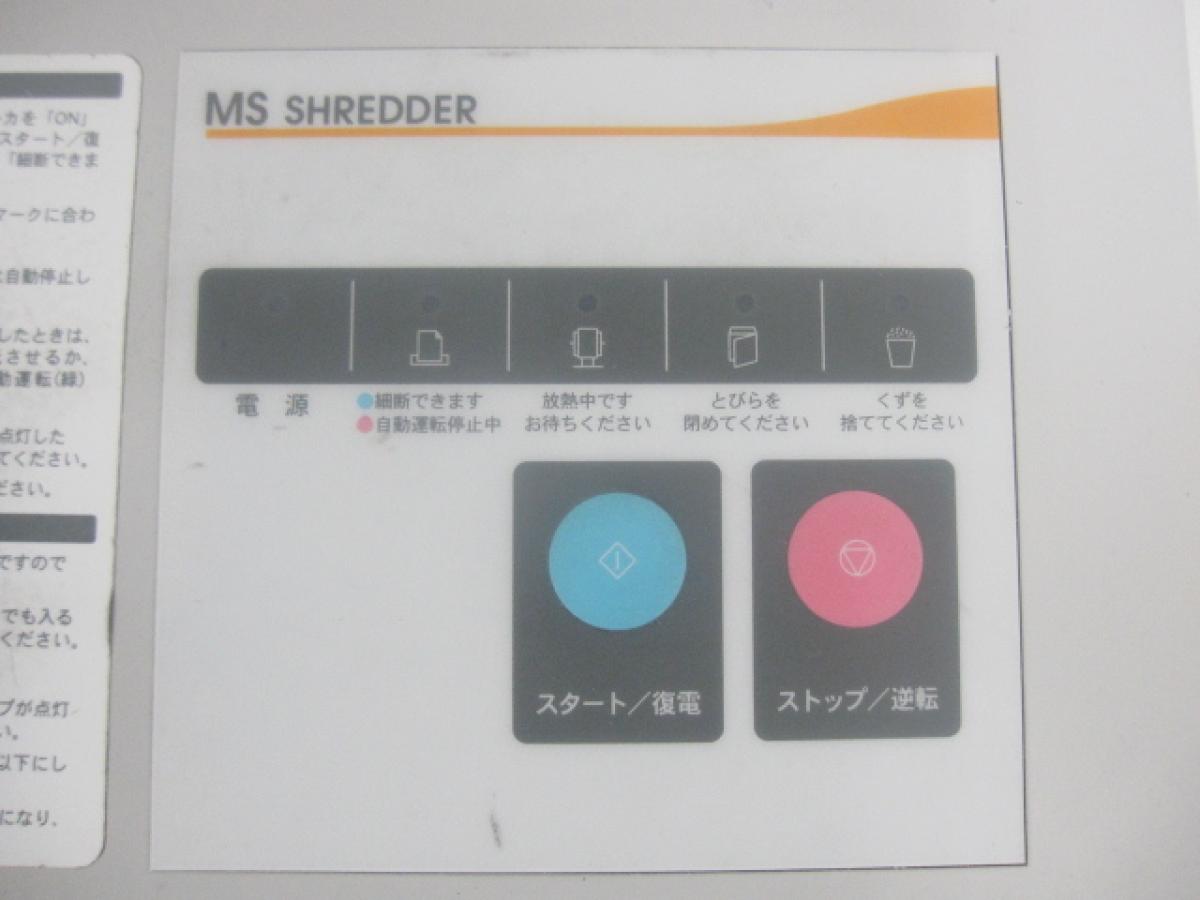 MS SHREDDER
電 源
細断できます
自動運転停止中
放熱中です
お待ちください
とびらを
閉めてください
くずを
捨ててください
スタート／復電
ストップ／逆転
カを「ON」
スタート／復
「細断できま
マークに合わ
自動停止し
したときは、
させるか、
動運転(緑)
点灯した
てください。
ださい。
ですので
でも入る
ください。
プが点灯
い。
以下にし
になり、